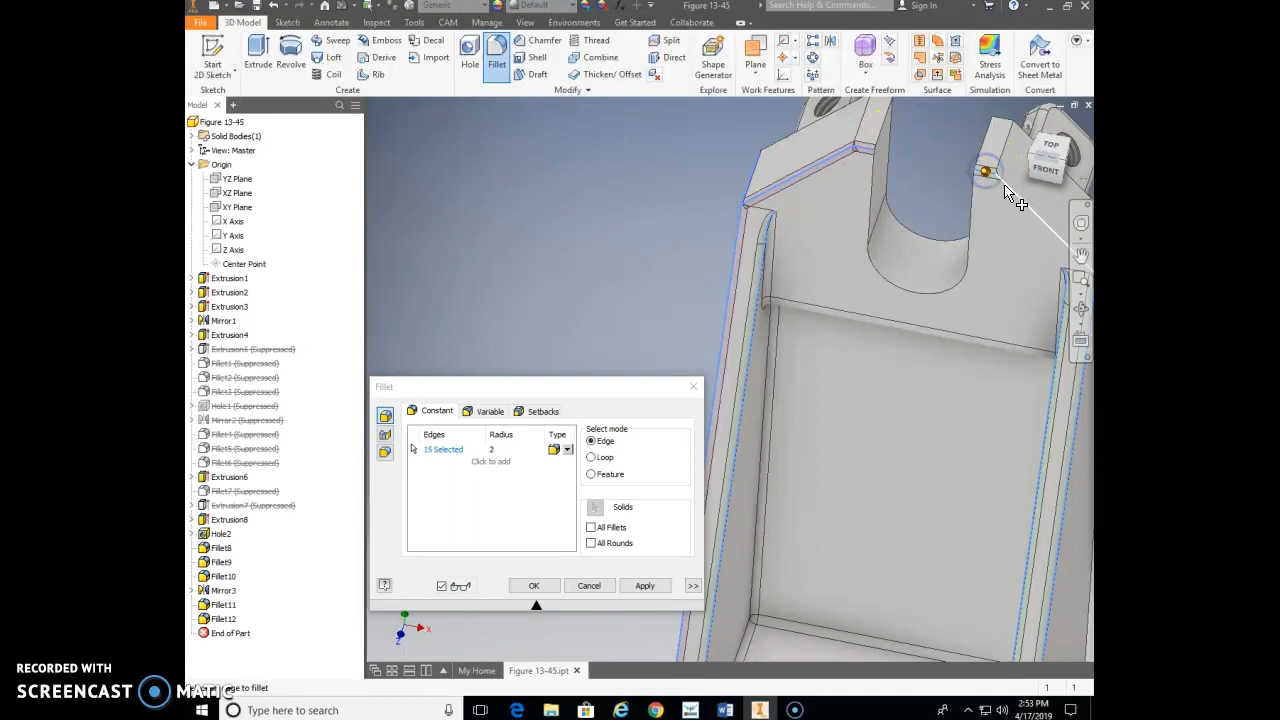 Default
Figure 13-45
Search Help & Commands...
Sign In
File 3D Model Sketch Annotate Inspect Tools CAM Manage View Environments Get Started Collaborate
Start
2D Sketch
Extrude
Revolve
Sweep
Loft
Coil
Emboss
Derive
Rib
Decal
Import
Hole
Fillet
Chamfer
Shell
Draft
Thread
Combine
Thicken/ Offset
Split
Direct
Shape
Generator
Plane
Box
Stress
Analysis
Convert to
Sheet Metal
Sketch Create Modify Explore Work Features Pattern Create Freeform Surface Simulation Convert
Model
Figure 13-45
Solid Bodies(1)
View: Master
Origin
YZ Plane
XZ Plane
XY Plane
X Axis
Y Axis
Z Axis
Center Point
Extrusion1
Extrusion2
Extrusion3
Mirror1
Extrusion4
Extrusion5 (Suppressed)
Fillet1 (Suppressed)
Fillet2 (Suppressed)
Fillet3 (Suppressed)
Hole1 (Suppressed)
Mirror2 (Suppressed)
Fillet4 (Suppressed)
Fillet5 (Suppressed)
Fillet6 (Suppressed)
Extrusion6
Fillet7 (Suppressed)
Extrusion7 (Suppressed)
Extrusion8
Hole2
Fillet8
Fillet9
Fillet10
Mirror3
Fillet11
Fillet12
End of Part
TOP
FRONT
Fillet
Constant Variable Setbacks
Edges Radius Type
15 Selected 2
Click to add
Select mode
Edge
Loop
Feature
Solids
All Fillets
All Rounds
OK Cancel Apply >>
X
Z
My Home Figure 13-45.ipt
RECORDED WITH
SCREENCAST MATIC
to fillet
1 1
Type here to search
2:53 PM
4/17/2019